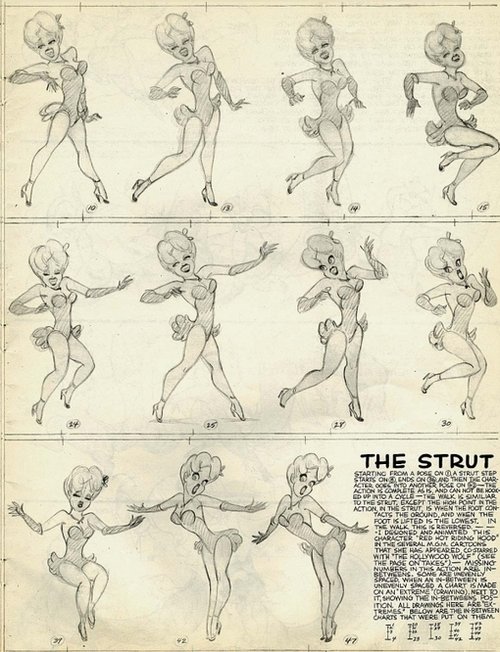 10
13
14
15
24
25
28
30
THE STRUT
STARTING FROM A POSE ON ①, A STRUT STEP
STARTS ON ⑧, ENDS ON ㊱ AND THEN THE CHAR-
ACTER GOES INTO ANOTHER POSE ON THE
ACTION IS COMPLETE AS IS, AND CAN NOT BE HOOK-
ED UP INTO A CYCLE — THE WALK IS SIMILIAR
TO THE STRUT, EXCEPT THE HIGH POINT IN THE
ACTION, IN THE STRUT, IS WHEN THE FOOT CON-
TACTS THE GROUND, AND WHEN THE
FOOT IS LIFTED IS THE LOWEST, IN
THE WALK THIS IS REVERSED. —
I DESIGNED AND ANIMATED THIS
CHARACTER "RED HOT RIDING HOOD"
IN THE SEVERAL M.G.M. CARTOONS
THAT SHE HAS APPEARED, CO-STARRED
WITH "THE HOLLYWOOD WOLF" (SEE
THE PAGE ON TAKES) — MISSING
NUMBERS IN THIS ACTION ARE IN-
BETWEENS. SOME ARE UNEVENLY
SPACED, WHEN AN IN-BETWEEN IS
UNEVENLY SPACED A CHART IS MADE
ON AN "EXTREME" (DRAWING), NEXT TO
IT, SHOWING THE IN-BETWEENS POS-
ITION. ALL DRAWINGS HERE ARE "EX-
TREMES." BELOW ARE THE IN-BETWEEN
CHARTS THAT WERE PUT ON THEM.
37
42
47